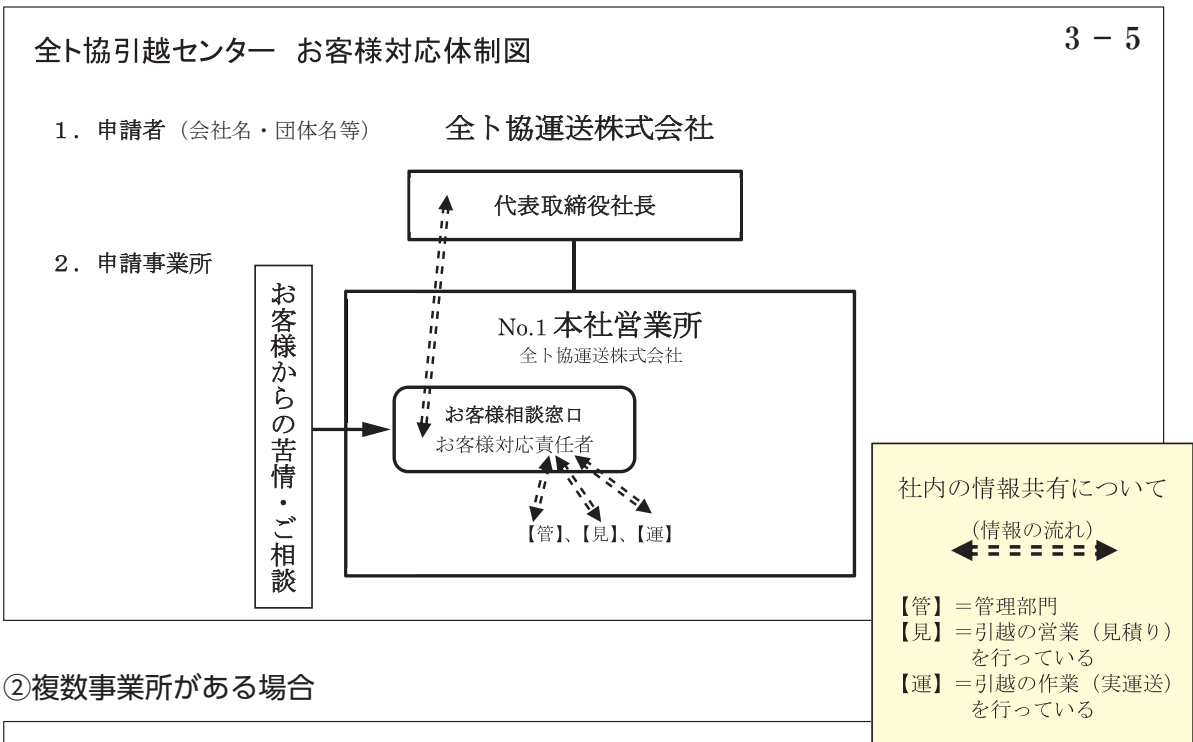 全ト協引越センター お客様対応体制図
3－5
1．申請者（会社名・団体名等）
全ト協運送株式会社
代表取締役社長
2．申請事業所
お客様からの苦情・ご相談
No.1 本社営業所
全ト協運送株式会社
お客様相談窓口
お客様対応責任者
【管】、【見】、【運】
社内の情報共有について
（情報の流れ）
【管】＝管理部門
【見】＝引越の営業（見積り）
を行っている
【運】＝引越の作業（実運送）
を行っている
②複数事業所がある場合